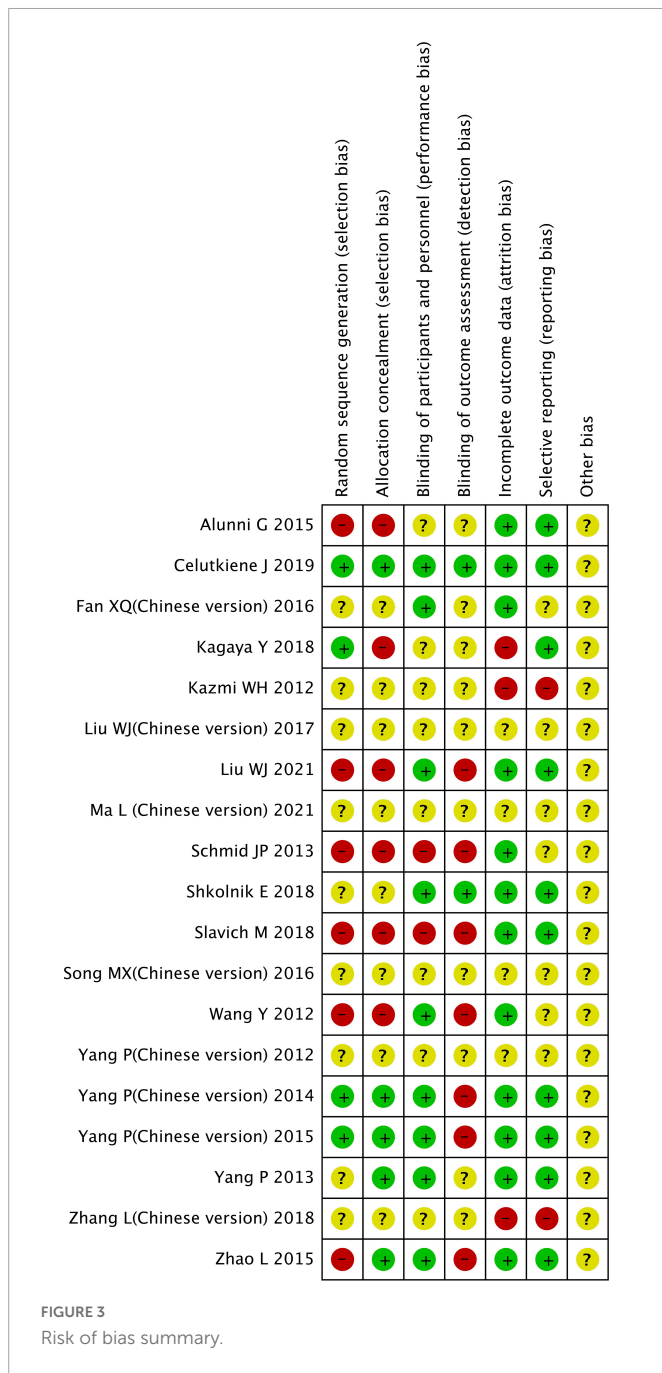 Random sequence generation (selection bias)
Allocation concealment (selection bias)
Blinding of participants and personnel (performance bias)
Blinding of outcome assessment (detection bias)
Incomplete outcome data (attrition bias)
Selective reporting (reporting bias)
Other bias
Alunni G 2015 - - ? ? + + ?
Celutkiene J 2019 + + + + + + ?
Fan XQ(Chinese version) 2016 ? ? + ? + ? ?
Kagaya Y 2018 + - ? ? - + ?
Kazmi WH 2012 ? ? ? ? - - ?
Liu WJ(Chinese version) 2017 ? ? ? ? ? ? ?
Liu WJ 2021 - - + - + + ?
Ma L (Chinese version) 2021 ? ? ? ? ? ? ?
Schmid JP 2013 - - - - + ? ?
Shkolnik E 2018 ? ? + + + + ?
Slavich M 2018 - - - - + + ?
Song MX(Chinese version) 2016 ? ? ? ? ? ? ?
Wang Y 2012 - - + - + ? ?
Yang P(Chinese version) 2012 ? ? ? ? ? ? ?
Yang P(Chinese version) 2014 + + + - + + ?
Yang P(Chinese version) 2015 + + + - + + ?
Yang P 2013 ? + + ? + + ?
Zhang L(Chinese version) 2018 ? ? ? ? - - ?
Zhao L 2015 - + + - + + ?
FIGURE 3
Risk of bias summary.